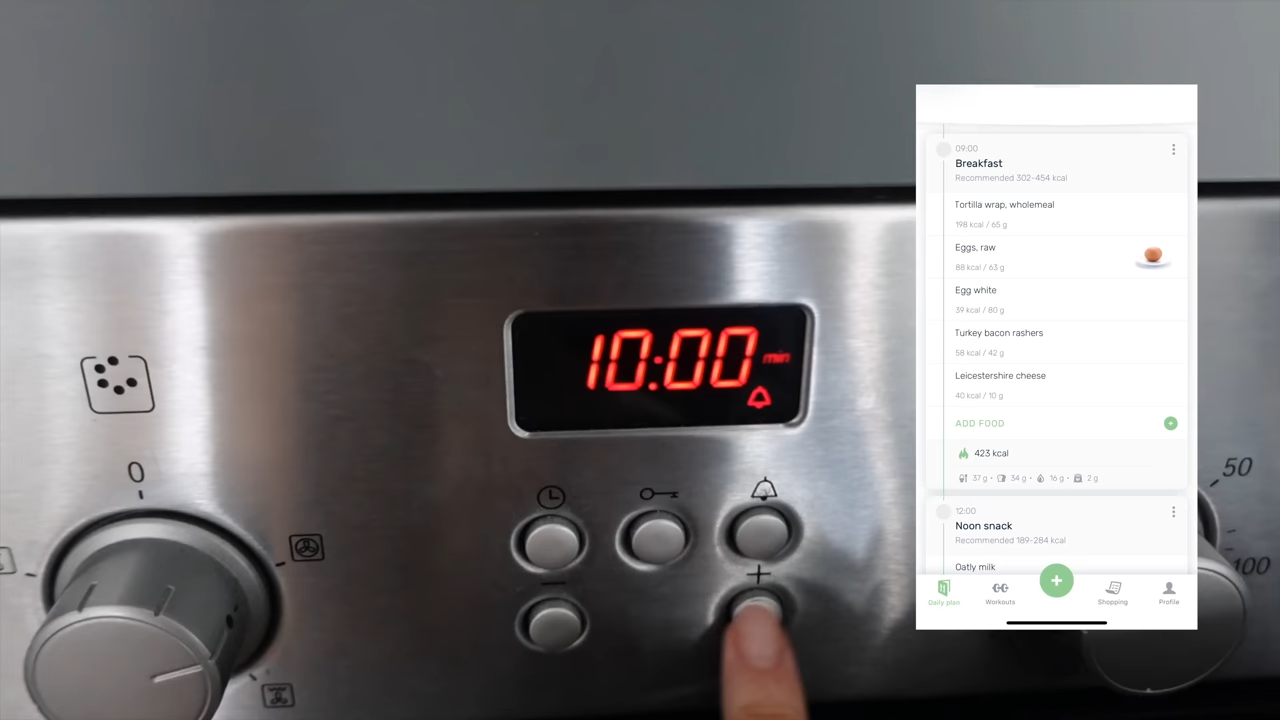 10:00 min
0
50
100
09:00
Breakfast
Recommended 302-454 kcal
Tortilla wrap, wholemeal
198 kcal / 65 g
Eggs, raw
88 kcal / 63 g
Egg white
39 kcal / 80 g
Turkey bacon rashers
58 kcal / 42 g
Leicestershire cheese
40 kcal / 10 g
ADD FOOD
423 kcal
37 g • 34 g • 16 g • 2 g
12:00
Noon snack
Recommended 189-284 kcal
Oatly milk
Daily plan
Workouts
Shopping
Profile